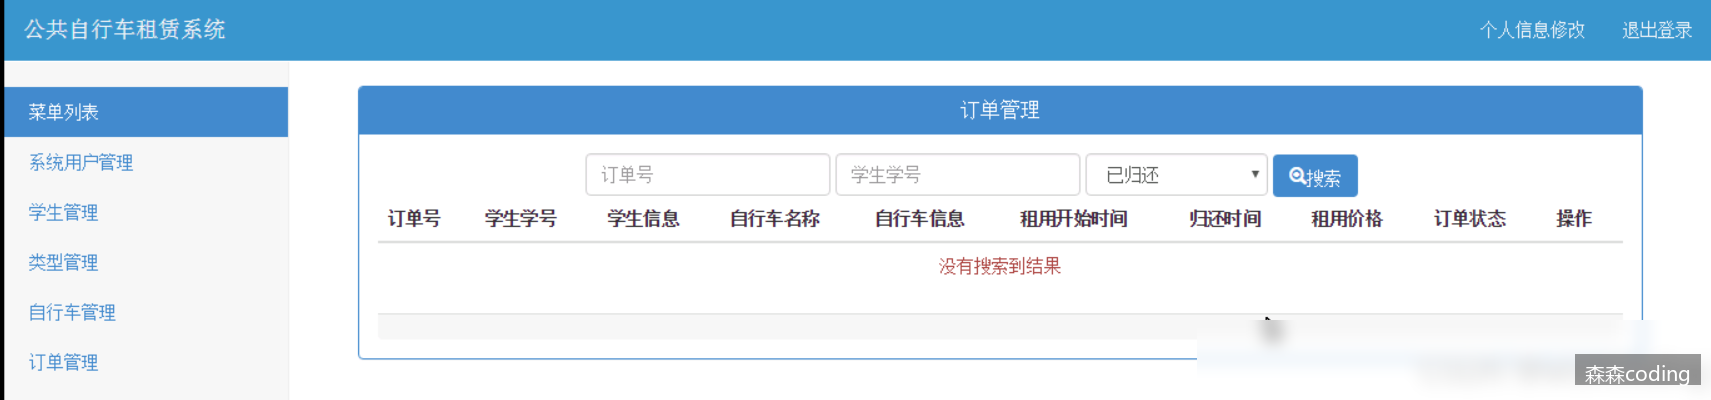 公共自行车租赁系统 个人信息修改 退出登录
菜单列表
系统用户管理
学生管理
类型管理
自行车管理
订单管理
订单管理
订单号 学生学号 已归还 搜索
订单号 学生学号 学生信息 自行车名称 自行车信息 租用开始时间 归还时间 租用价格 订单状态 操作
没有搜索到结果
森森coding